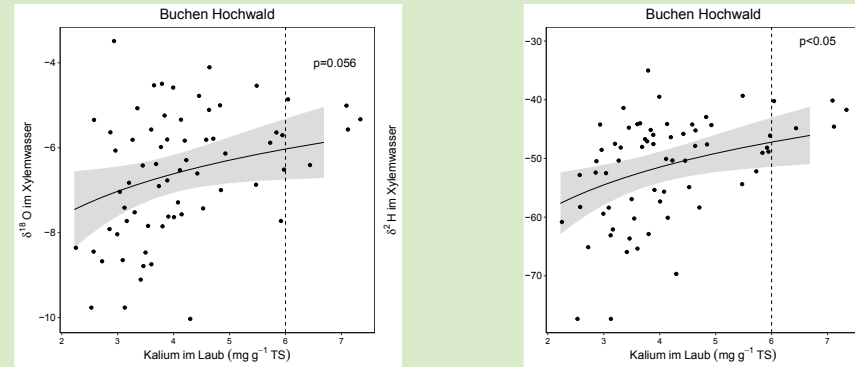 Buchen Hochwald
p=0.056
−4
−6
−8
−10
δ¹⁸ O im Xylemwasser
2
3
4
5
6
7
Kalium im Laub (mg g⁻¹ TS)
Buchen Hochwald
p<0.05
−30
−40
−50
−60
−70
δ² H im Xylemwasser
2
3
4
5
6
7
Kalium im Laub (mg g⁻¹ TS)